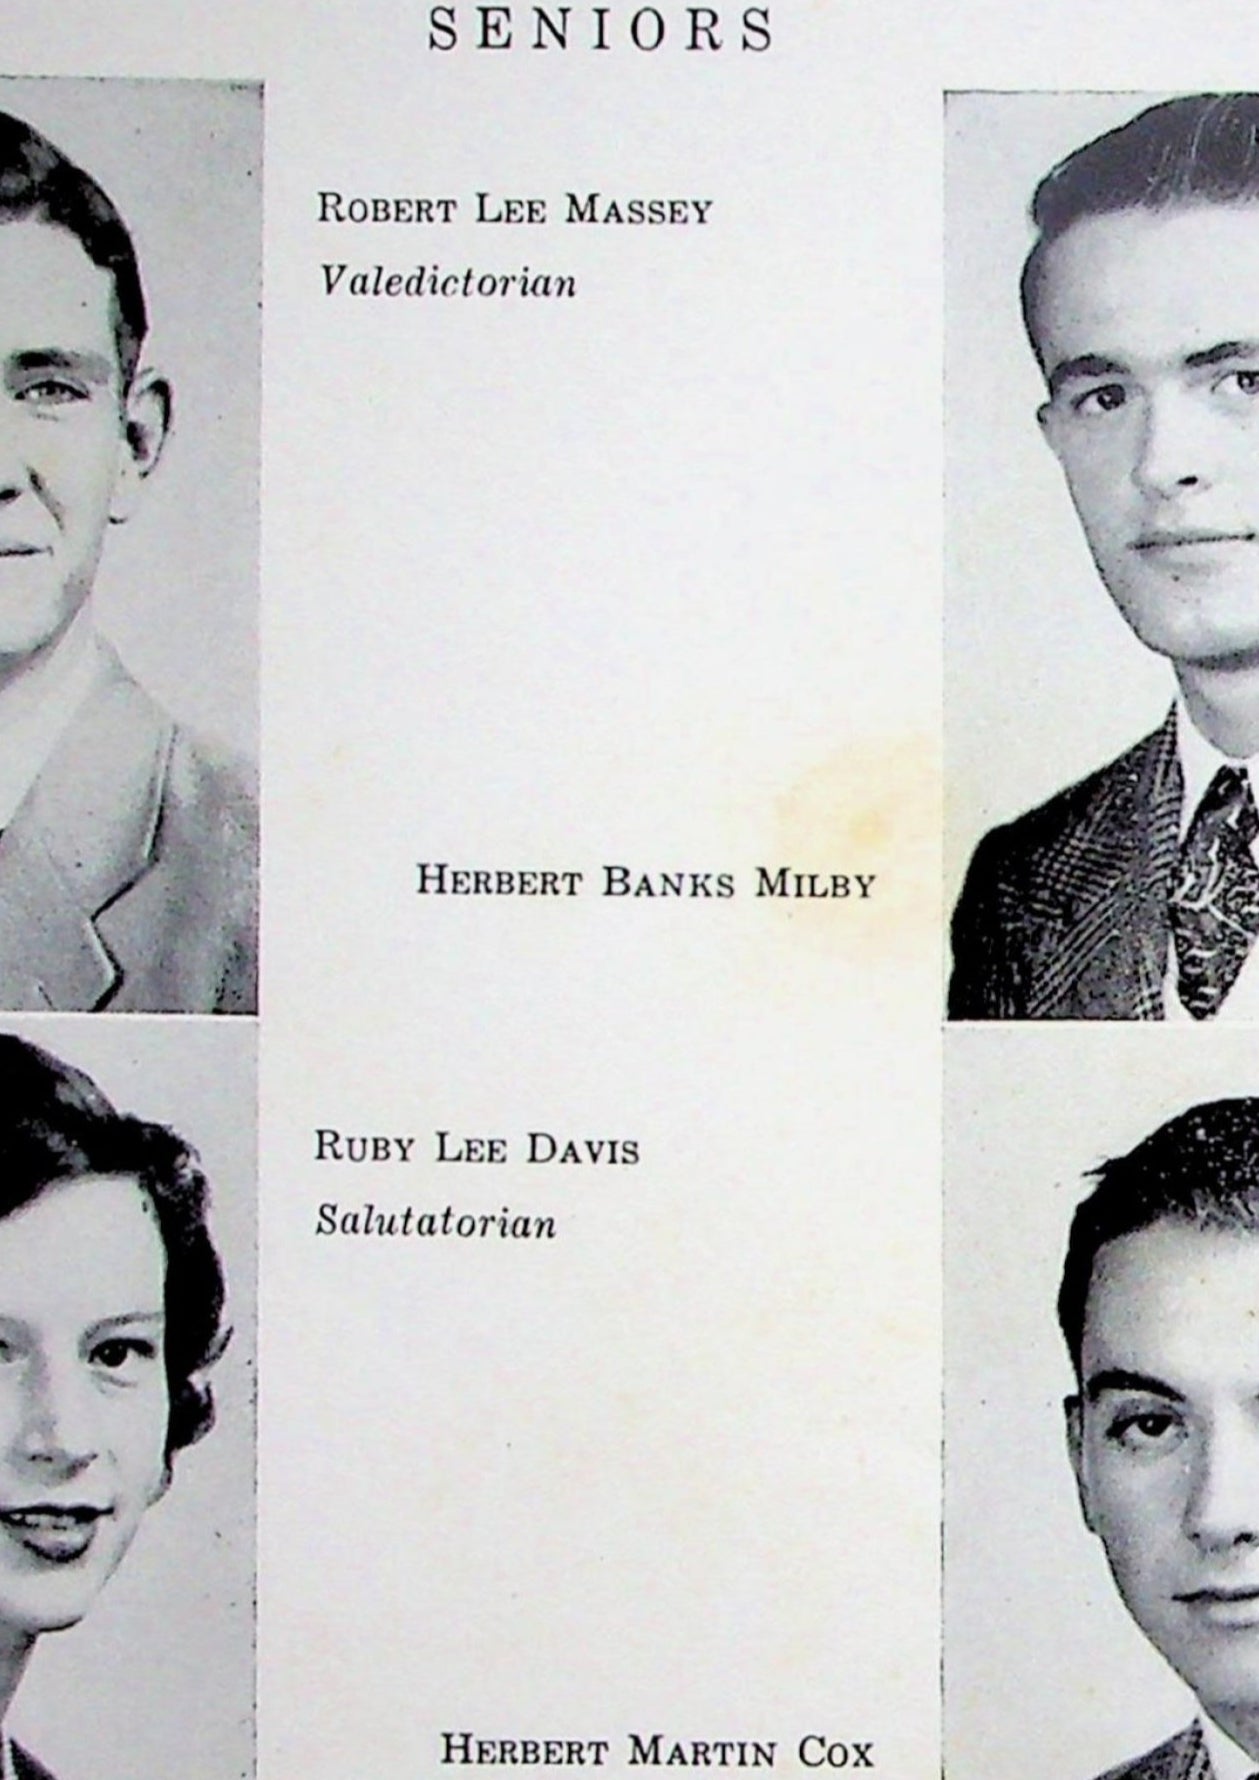 SENIORS
ROBERT LEE MASSEY
Valedictorian
HERBERT BANKS MILBY
RUBY LEE DAVIS
Salutatorian
HERBERT MARTIN COX